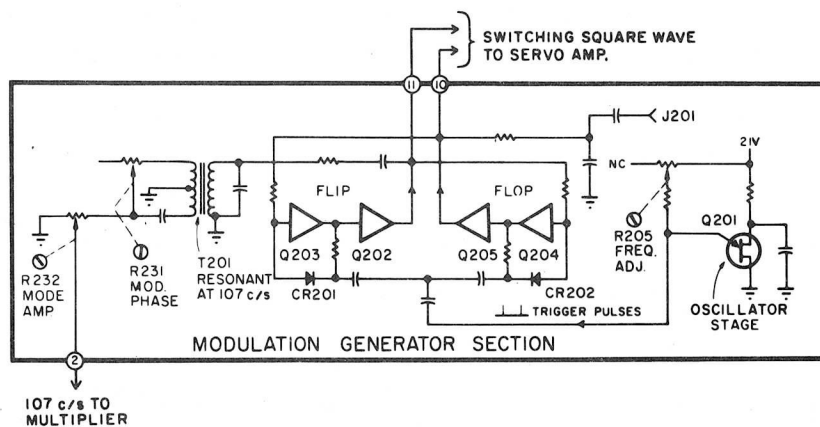 SWITCHING SQUARE WAVE
TO SERVO AMP.
11
10
J201
21V
NC
FLIP
FLOP
Q201
Q203
Q202
Q205
Q204
R205
FREQ.
ADJ.
R232
MODE
AMP
R231
MOD.
PHASE
T201
RESONANT
AT 107 c/s
CR201
CR202
TRIGGER PULSES
OSCILLATOR
STAGE
MODULATION GENERATOR SECTION
2
107 c/s TO
MULTIPLIER